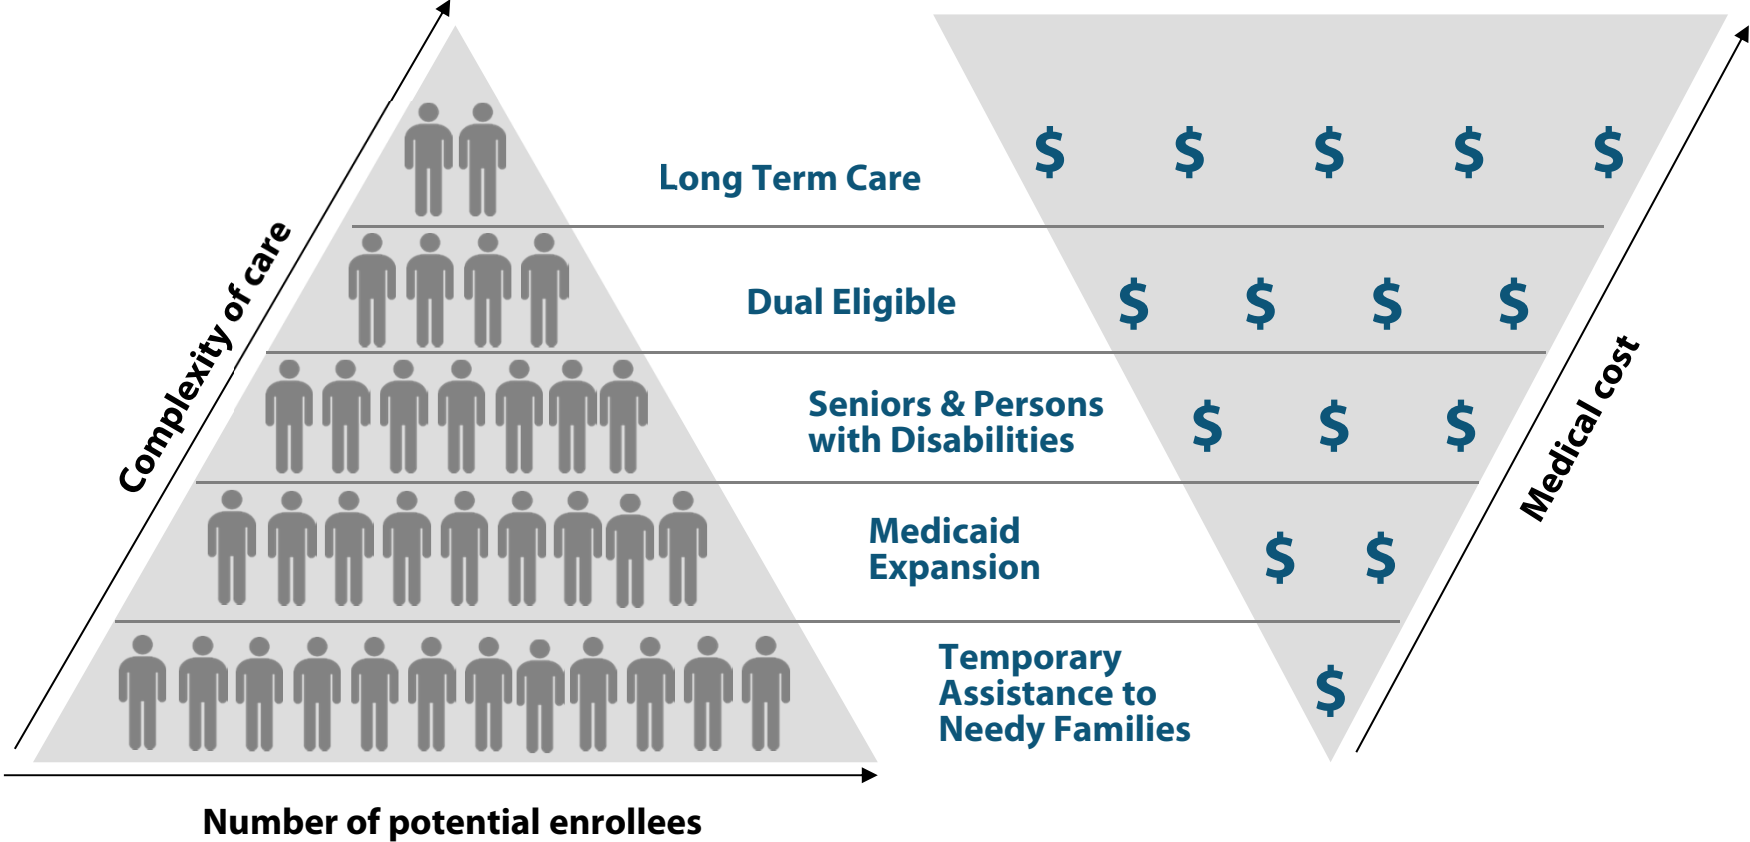 Complexity of care
Long Term Care
$ $ $ $ $
Dual Eligible
$ $ $ $
Seniors & Persons
with Disabilities
$ $ $
Medicaid
Expansion
$ $
Temporary
Assistance to
Needy Families
$
Medical cost
Number of potential enrollees